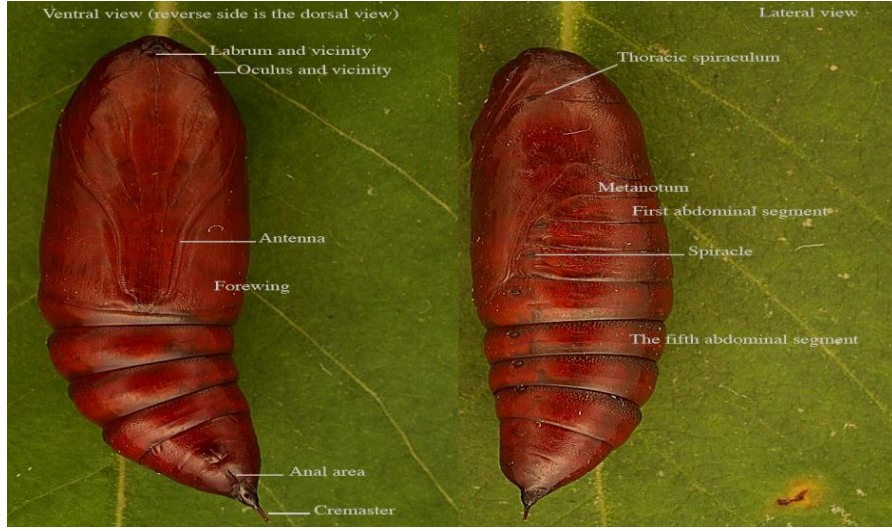 Ventral view (reverse side is the dorsal view)
Labrum and vicinity
Oculus and vicinity
Antenna
Forewing
Anal area
Cremaster
Lateral view
Thoracic spiraculum
Metanotum
First abdominal segment
Spiracle
The fifth abdominal segment